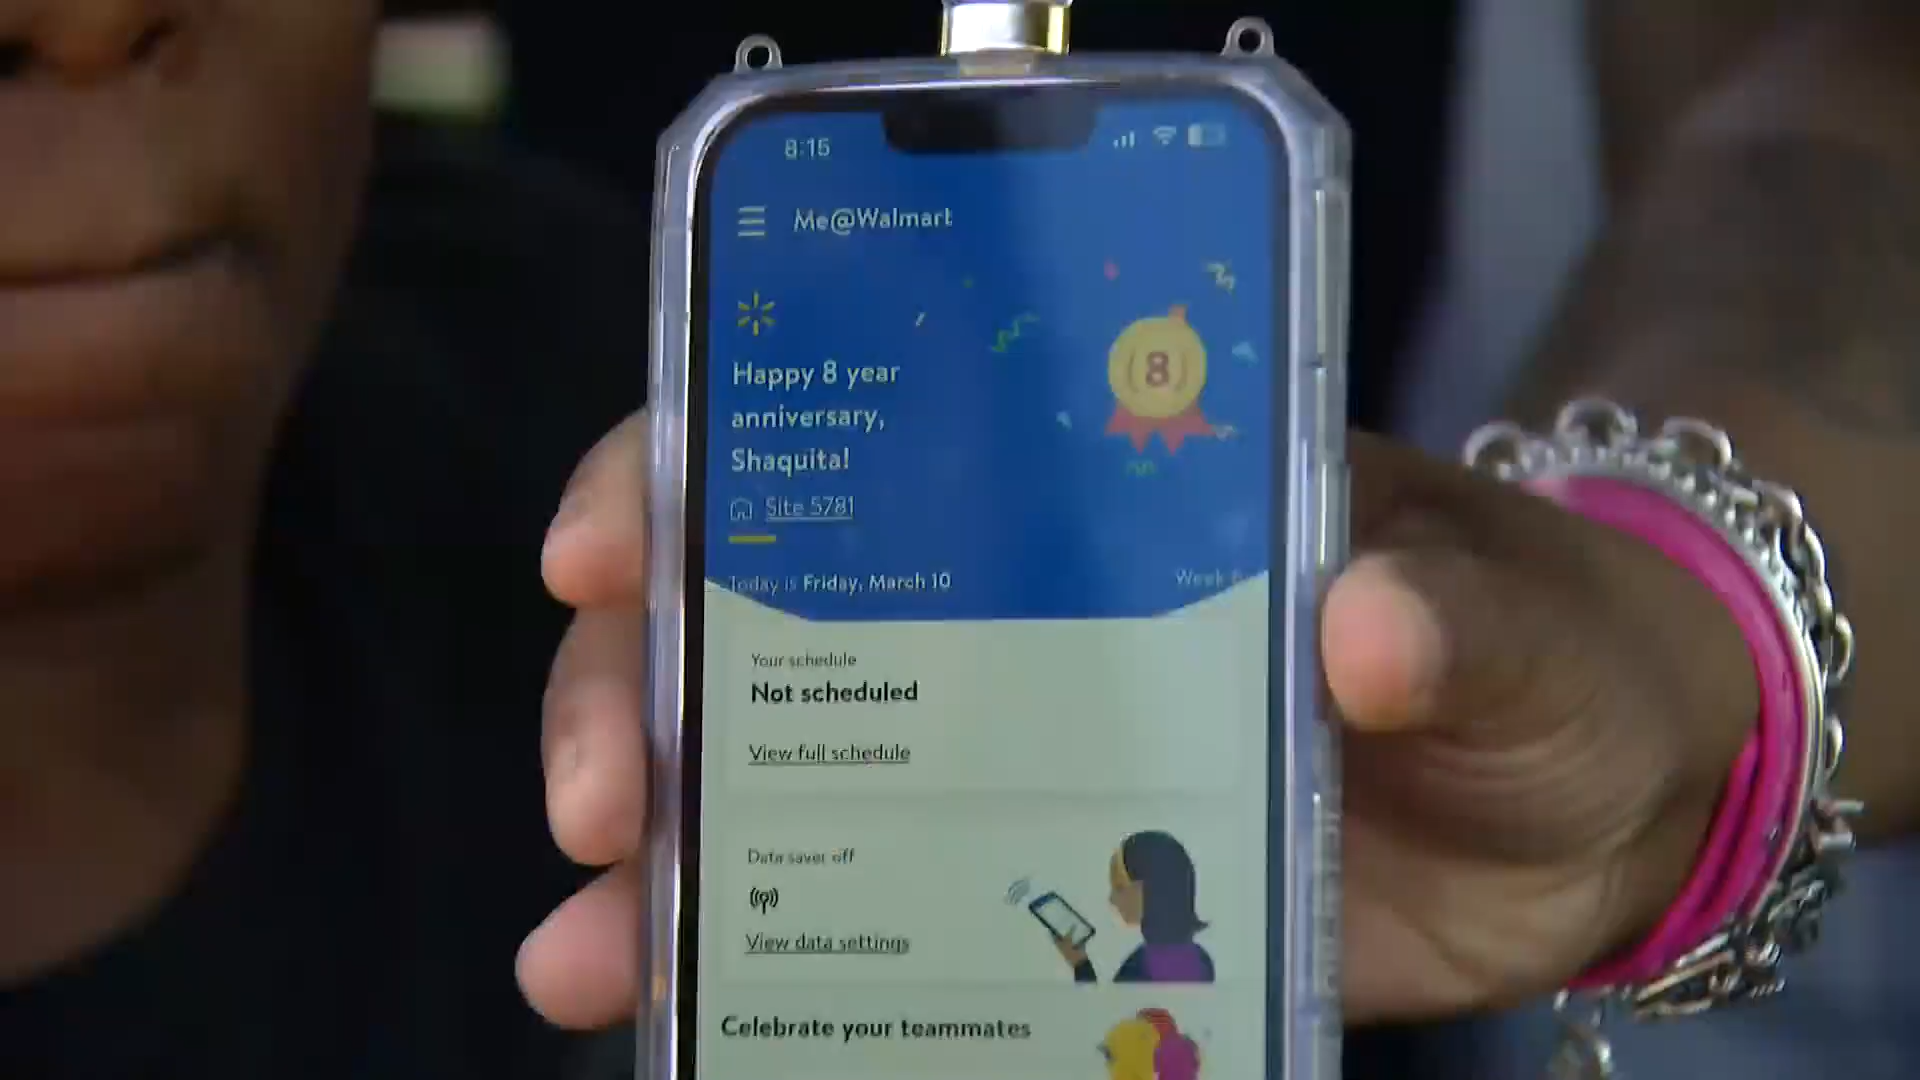 8:15
Me@Walmart
Happy 8 year
anniversary,
Shaquita!
8
Site 5781
Today is Friday, March 10
Week
Your schedule
Not scheduled
View full schedule
Data saver off
View data settings
Celebrate your teammates